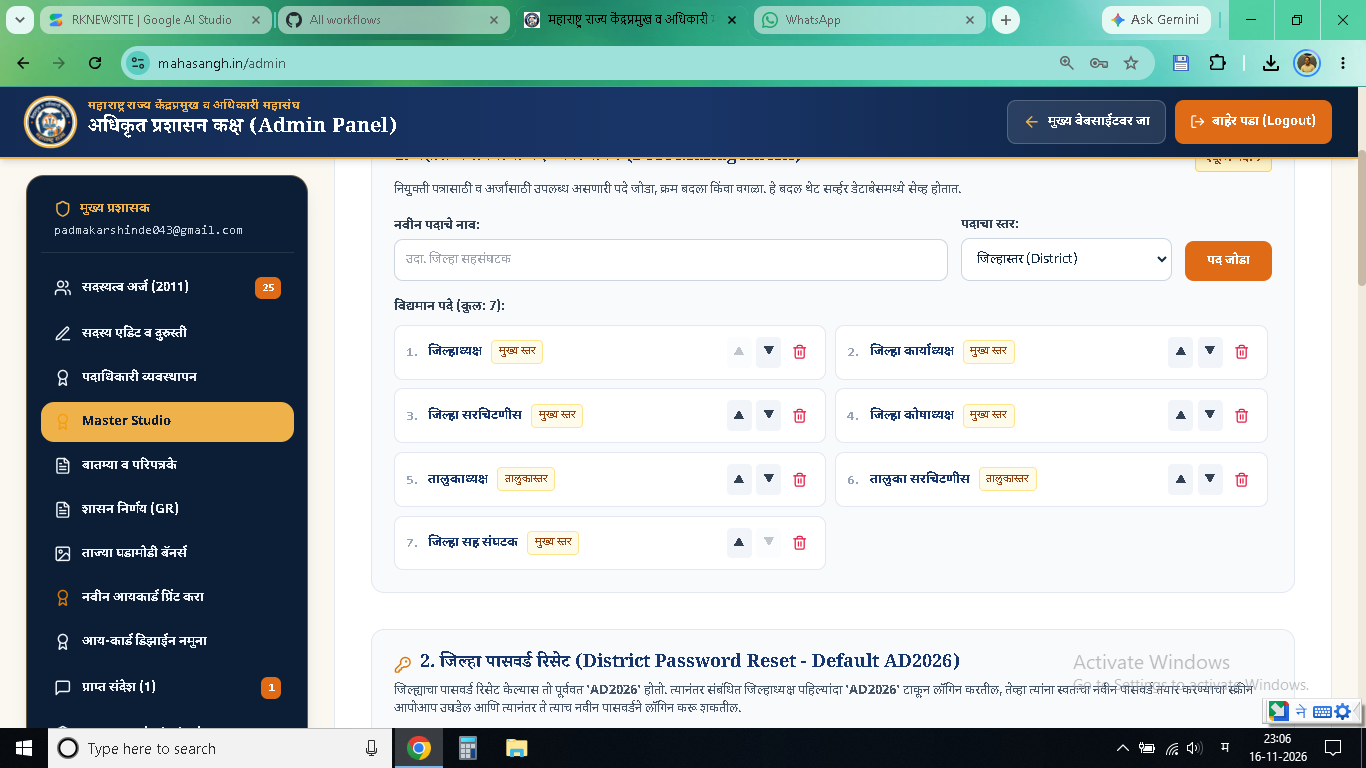 RKNEWSITE | Google AI Studio
All workflows
महाराष्ट्र राज्य केंद्रप्रमुख व अधिकारी
WhatsApp
Ask Gemini
mahasangh.in/admin
महाराष्ट्र राज्य केंद्रप्रमुख व अधिकारी महासंघ
अधिकृत प्रशासन कक्ष (Admin Panel)
मुख्य वेबसाईटवर जा
बाहेर पडा (Logout)
मुख्य प्रशासक
padmakarshinde043@gmail.com
सदस्यत्व अर्ज (2011)
25
सदस्य एडिट व दुरुस्ती
पदाधिकारी व्यवस्थापन
Master Studio
बातम्या व परिपत्रके
शासन निर्णय (GR)
ताज्या घडामोडी बॅनर्स
नवीन आयकार्ड प्रिंट करा
आय-कार्ड डिझाईन नमुना
प्राप्त संदेश (1)
1
नियुक्ती पत्रासाठी व अर्जासाठी उपलब्ध असणारी पदे जोडा, क्रम बदला किंवा वगळा. हे बदल थेट सर्व्हर डेटाबेसमध्ये सेव्ह होतात.
नवीन पदाचे नाव:
पदाचा स्तर:
उदा. जिल्हा सहसंघटक
जिल्हास्तर (District)
पद जोडा
विद्यमान पदे (कुल: 7):
1. जिल्हाध्यक्ष मुख्य स्तर
2. जिल्हा कार्याध्यक्ष मुख्य स्तर
3. जिल्हा सरचिटणीस मुख्य स्तर
4. जिल्हा कोषाध्यक्ष मुख्य स्तर
5. तालुकाध्यक्ष तालुकास्तर
6. तालुका सरचिटणीस तालुकास्तर
7. जिल्हा सह संघटक मुख्य स्तर
2. जिल्हा पासवर्ड रिसेट (District Password Reset - Default AD2026)
जिल्ह्याचा पासवर्ड रिसेट केल्यास तो पूर्ववत 'AD2026' होतो. त्यानंतर संबंधित जिल्हाध्यक्ष पहिल्यांदा 'AD2026' टाकून लॉगिन करतील, तेव्हा त्यांना स्वतःचा नवीन पासवर्ड तयार करण्याचा स्क्रीन
आपोआप उघडेल आणि त्यानंतर ते त्याच नवीन पासवर्डने लॉगिन करू शकतील.
Activate Windows
Go to Settings to activate Windows.
ने
Type here to search
म
23:06
16-11-2026